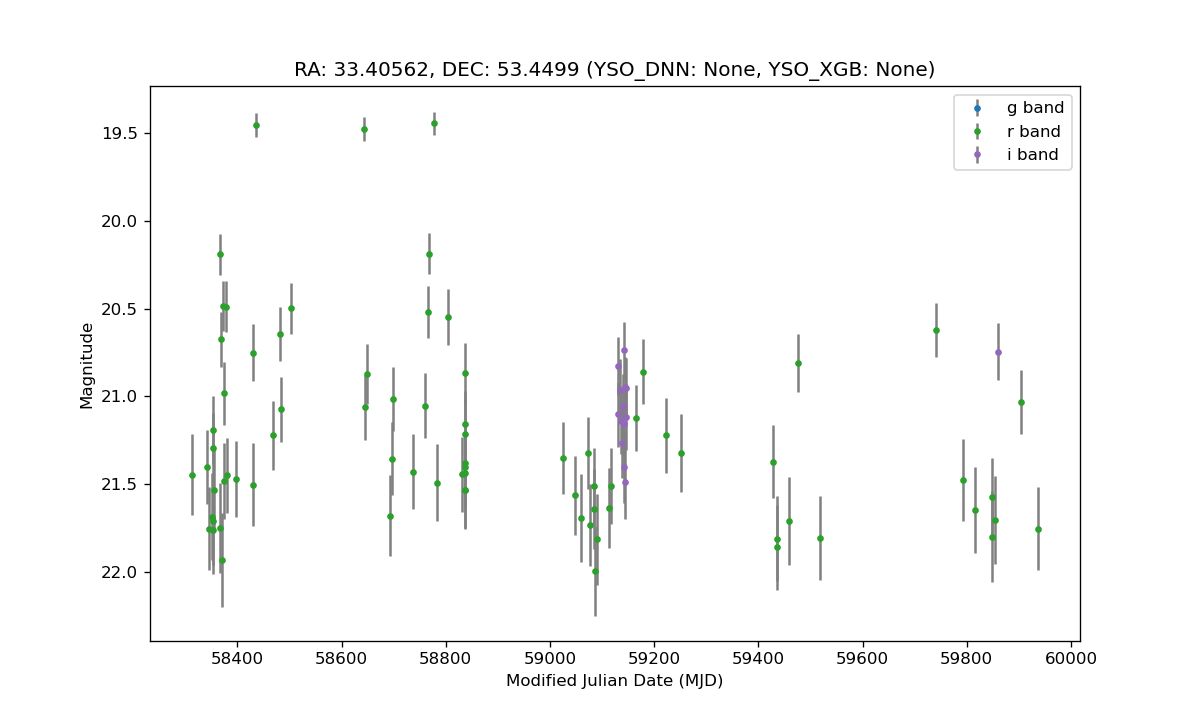 RA: 33.40562, DEC: 53.4499 (YSO_DNN: None, YSO_XGB: None)
g band
r band
i band
19.5
20.0
20.5
21.0
21.5
22.0
Magnitude
58400 58600 58800 59000 59200 59400 59600 59800 60000
Modified Julian Date (MJD)